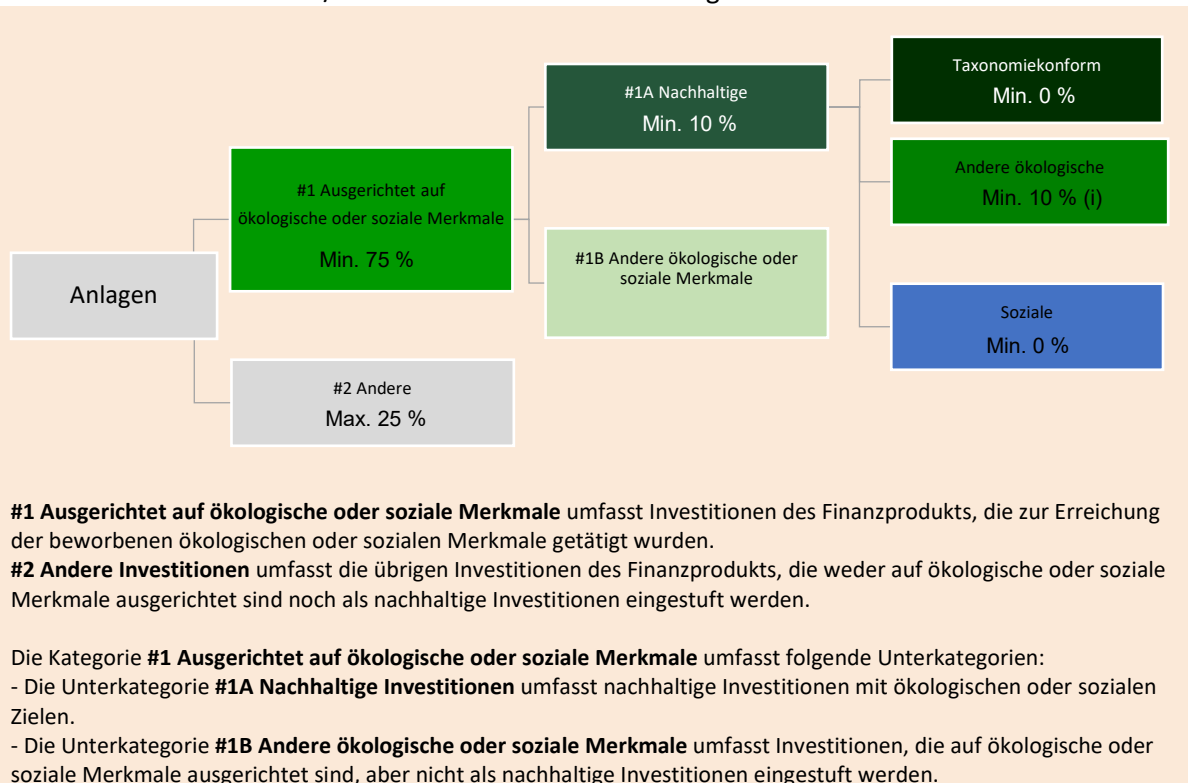 Taxonomiekonform
Min. 0 %
#1A Nachhaltige
Min. 10 %
Andere ökologische
Min. 10 % (i)
#1 Ausgerichtet auf
ökologische oder soziale Merkmale
Min. 75 %
#1B Andere ökologische oder
soziale Merkmale
Anlagen
Soziale
Min. 0 %
#2 Andere
Max. 25 %
#1 Ausgerichtet auf ökologische oder soziale Merkmale umfasst Investitionen des Finanzprodukts, die zur Erreichung
der beworbenen ökologischen oder sozialen Merkmale getätigt wurden.
#2 Andere Investitionen umfasst die übrigen Investitionen des Finanzprodukts, die weder auf ökologische oder soziale
Merkmale ausgerichtet sind noch als nachhaltige Investitionen eingestuft werden.
Die Kategorie #1 Ausgerichtet auf ökologische oder soziale Merkmale umfasst folgende Unterkategorien:
- Die Unterkategorie #1A Nachhaltige Investitionen umfasst nachhaltige Investitionen mit ökologischen oder sozialen
Zielen.
- Die Unterkategorie #1B Andere ökologische oder soziale Merkmale umfasst Investitionen, die auf ökologische oder
soziale Merkmale ausgerichtet sind, aber nicht als nachhaltige Investitionen eingestuft werden.